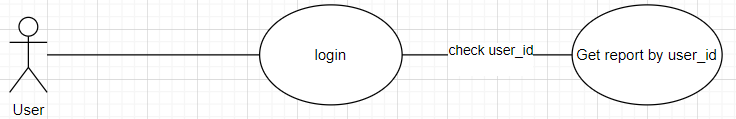 login
check user_id
Get report by user_id
User